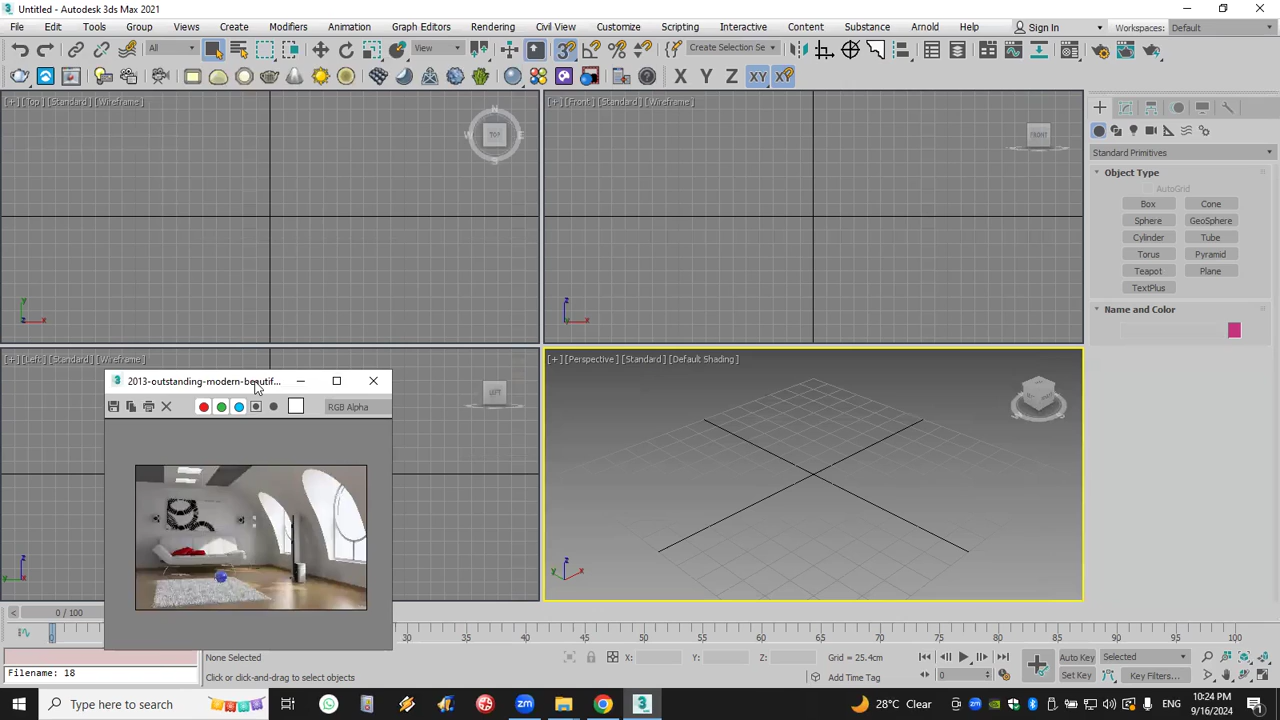 Untitled - Autodesk 3ds Max 2021
File Edit Tools Group Views Create Modifiers Animation Graph Editors Rendering Civil View Customize Scripting Interactive Content Substance Arnold Help Sign In Workspaces: Default
All View Create Selection Se
X Y Z XY XY
[+] [Top] [Standard] [Wireframe]
[+] [Front] [Standard] [Wireframe]
N
W TOP E
S
FRONT
Standard Primitives
Object Type
AutoGrid
Box Cone
Sphere GeoSphere
Cylinder Tube
Torus Pyramid
Teapot Plane
TextPlus
Name and Color
y
x
z
x
[+] [Left] [Standard] [Wireframe]
[+] [Perspective] [Standard] [Default Shading]
LEFT
2013-outstanding-modern-beautif...
RGB Alpha
z
y
z
x
0 / 100
0 30 35 40 45 50 55 60 65 70 75 80 85 90 95 100
None Selected X: Y: Z: Grid = 25.4cm Auto Key Selected
Filename: 18
Click or click-and-drag to select objects Add Time Tag 0 Set Key Key Filters...
Type here to search 28°C Clear ENG 10:24 PM
9/16/2024